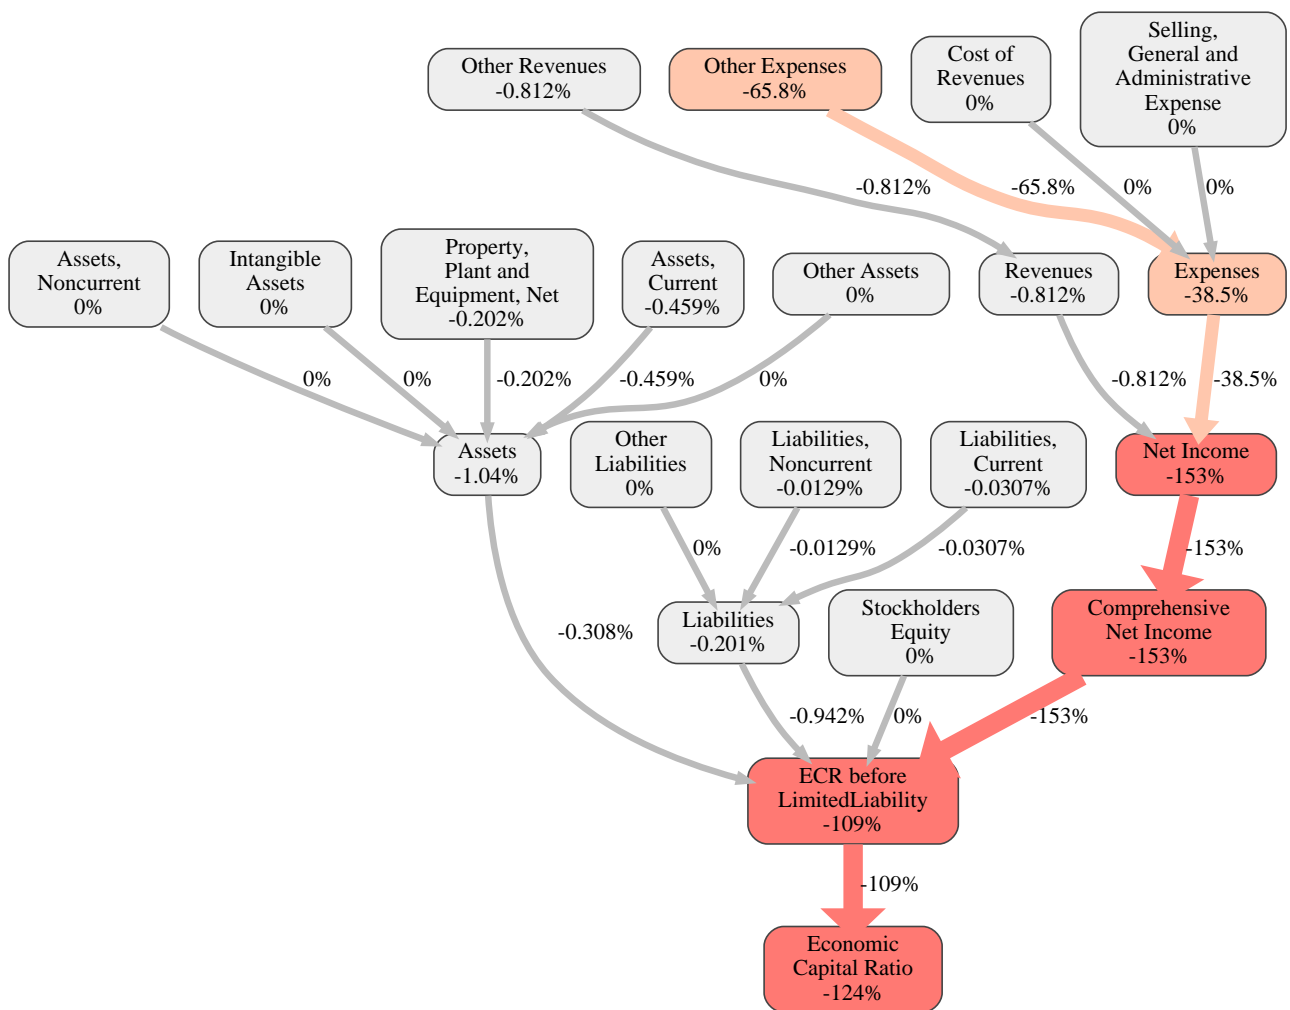 Other Revenues
-0.812%
Other Expenses
-65.8%
Cost of
Revenues
0%
Selling,
General and
Administrative
Expense
0%
-0.812%
-65.8%
0%
0%
Assets,
Noncurrent
0%
Intangible
Assets
0%
Property,
Plant and
Equipment, Net
-0.202%
Assets,
Current
-0.459%
Other Assets
0%
Revenues
-0.812%
Expenses
-38.5%
0%
0%
-0.202%
-0.459%
0%
-0.812%
-38.5%
Assets
-1.04%
Other
Liabilities
0%
Liabilities,
Noncurrent
-0.0129%
Liabilities,
Current
-0.0307%
Net Income
-153%
0%
-0.0129%
-0.0307%
-153%
-0.308%
Liabilities
-0.201%
Stockholders
Equity
0%
Comprehensive
Net Income
-153%
-0.942%
0%
-153%
ECR before
LimitedLiability
-109%
-109%
Economic
Capital Ratio
-124%